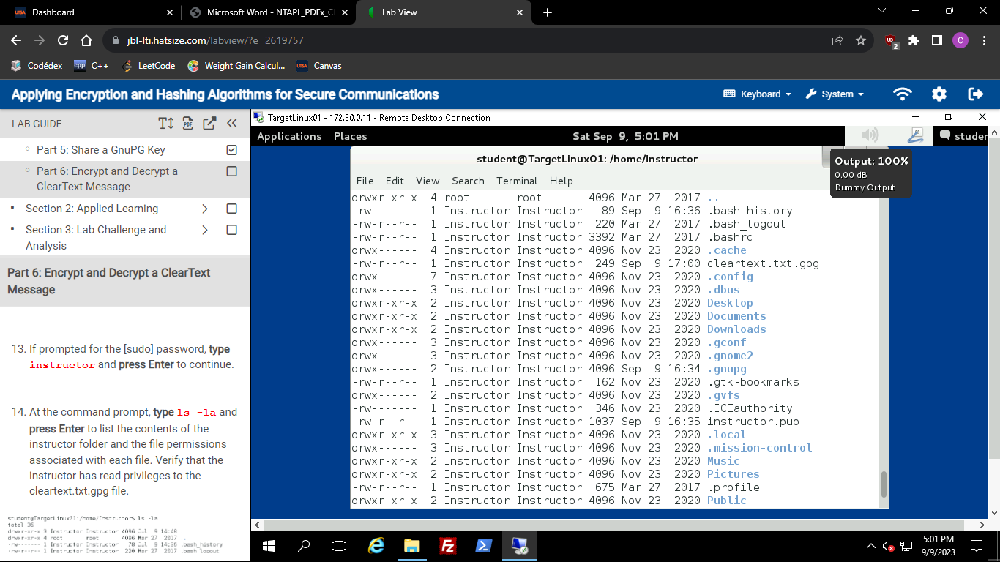 Dashboard
Microsoft Word - NTAPL_PDFx_C
Lab View
jbl-lti.hatsize.com/labview/?e=2619757
2
C
Codédex
cpp
C++
LeetCode
Weight Gain Calcul...
UTSA
Canvas
Applying Encryption and Hashing Algorithms for Secure Communications
Keyboard
System
LAB GUIDE
PDF
Part 5: Share a GnuPG Key
Part 6: Encrypt and Decrypt a
ClearText Message
Section 2: Applied Learning
Section 3: Lab Challenge and
Analysis
Part 6: Encrypt and Decrypt a ClearText
Message
13. If prompted for the [sudo] password, type
instructor and press Enter to continue.
14. At the command prompt, type ls -la and
press Enter to list the contents of the
instructor folder and the file permissions
associated with each file. Verify that the
instructor has read privileges to the
cleartext.txt.gpg file.
student@TargetLinux01:/home/Instructor$ ls -la
total 36
drwxr-xr-x 3 Instructor Instructor 4096 Jul 9 14:48 .
drwxr-xr-x 4 root root 4096 Mar 27 2017 ..
-rw------- 1 Instructor Instructor 78 Jul 9 14:36 .bash_history
-rw-r--r-- 1 Instructor Instructor 220 Mar 27 2017 .bash_logout
TargetLinux01 - 172.30.0.11 - Remote Desktop Connection
Applications Places
Sat Sep 9, 5:01 PM
studer
student@TargetLinux01: /home/Instructor
Output: 100%
0.00 dB
Dummy Output
File Edit View Search Terminal Help
drwxr-xr-x 4 root root 4096 Mar 27 2017 ..
-rw------- 1 Instructor Instructor 89 Sep 9 16:36 .bash_history
-rw-r--r-- 1 Instructor Instructor 220 Mar 27 2017 .bash_logout
-rw-r--r-- 1 Instructor Instructor 3392 Mar 27 2017 .bashrc
drwx------ 4 Instructor Instructor 4096 Nov 23 2020 .cache
-rw-r--r-- 1 Instructor Instructor 249 Sep 9 17:00 cleartext.txt.gpg
drwx------ 7 Instructor Instructor 4096 Nov 23 2020 .config
drwx------ 3 Instructor Instructor 4096 Nov 23 2020 .dbus
drwxr-xr-x 2 Instructor Instructor 4096 Nov 23 2020 Desktop
drwxr-xr-x 2 Instructor Instructor 4096 Nov 23 2020 Documents
drwxr-xr-x 2 Instructor Instructor 4096 Nov 23 2020 Downloads
drwx------ 3 Instructor Instructor 4096 Nov 23 2020 .gconf
drwx------ 3 Instructor Instructor 4096 Nov 23 2020 .gnome2
drwx------ 2 Instructor Instructor 4096 Sep 9 16:34 .gnupg
-rw-r--r-- 1 Instructor Instructor 162 Nov 23 2020 .gtk-bookmarks
drwx------ 2 Instructor Instructor 4096 Nov 23 2020 .gvfs
-rw------- 1 Instructor Instructor 346 Nov 23 2020 .ICEauthority
-rw-r--r-- 1 Instructor Instructor 1037 Sep 9 16:35 instructor.pub
drwxr-xr-x 3 Instructor Instructor 4096 Nov 23 2020 .local
drwx------ 3 Instructor Instructor 4096 Nov 23 2020 .mission-control
drwxr-xr-x 2 Instructor Instructor 4096 Nov 23 2020 Music
drwxr-xr-x 2 Instructor Instructor 4096 Nov 23 2020 Pictures
-rw-r--r-- 1 Instructor Instructor 675 Mar 27 2017 .profile
drwxr-xr-x 2 Instructor Instructor 4096 Nov 23 2020 Public
5:01 PM
9/9/2023